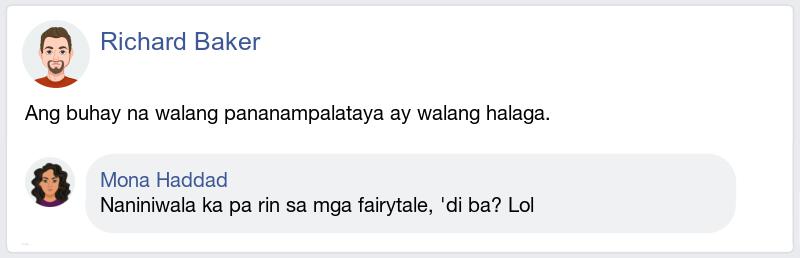 Richard Baker
Ang buhay na walang pananampalataya ay walang halaga.
Mona Haddad
Naniniwala ka pa rin sa mga fairytale, 'di ba? Lol